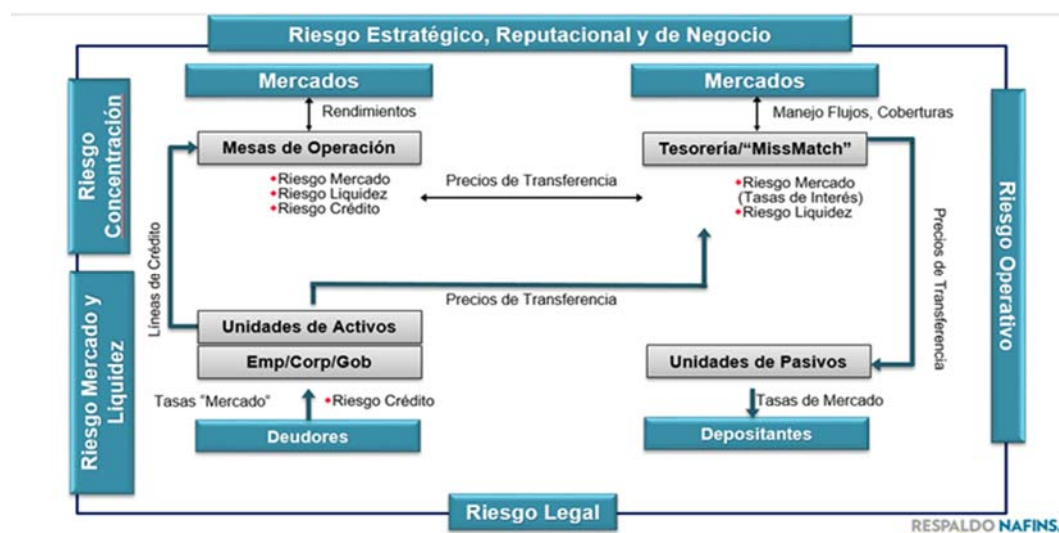 Riesgo Estratégico, Reputacional y de Negocio
Mercados
Mercados
Rendimientos
Manejo Flujos, Coberturas
Riesgo
Concentración
Mesas de Operación
Tesorería/“MissMatch”
Riesgo Mercado
Riesgo Liquidez
Riesgo Crédito
Precios de Transferencia
Riesgo Mercado
(Tasas de Interés)
Riesgo Liquidez
Líneas de Crédito
Precios de Transferencia
Riesgo Operativo
Precios de Transferencia
Riesgo Mercado y
Liquidez
Unidades de Activos
Emp/Corp/Gob
Unidades de Pasivos
Tasas “Mercado”
Riesgo Crédito
Tasas de Mercado
Deudores
Depositantes
Riesgo Legal
RESPALDO NAFINSA